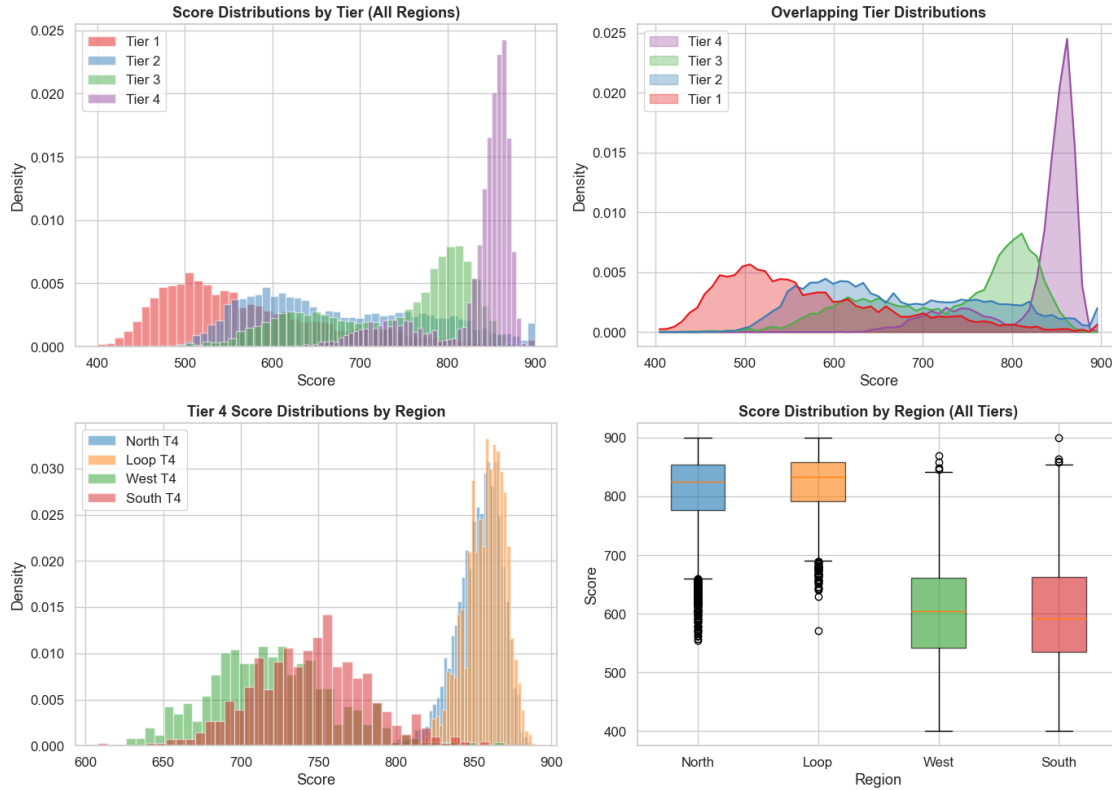 Score Distributions by Tier (All Regions)
0.025
0.020
0.015
0.010
0.005
0.000
Density
Tier 1
Tier 2
Tier 3
Tier 4
400 500 600 700 800 900
Score
Overlapping Tier Distributions
0.025
0.020
0.015
0.010
0.005
0.000
Density
Tier 4
Tier 3
Tier 2
Tier 1
400 500 600 700 800 900
Score
Tier 4 Score Distributions by Region
0.030
0.025
0.020
0.015
0.010
0.005
0.000
Density
North T4
Loop T4
West T4
South T4
600 650 700 750 800 850 900
Score
Score Distribution by Region (All Tiers)
900
800
700
600
500
400
Score
North Loop West South
Region